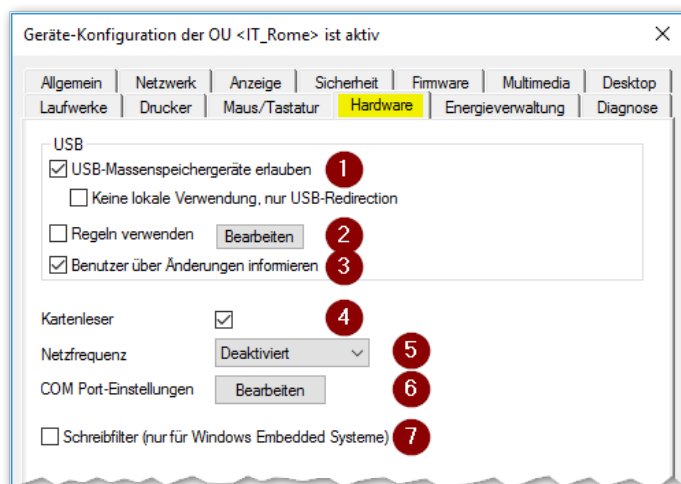 Geräte-Konfiguration der OU <IT_Rome> ist aktiv
Allgemein Netzwerk Anzeige Sicherheit Firmware Multimedia Desktop
Laufwerke Drucker Maus/Tastatur Hardware Energieverwaltung Diagnose
USB
USB-Massenspeichergeräte erlauben 1
Keine lokale Verwendung, nur USB-Redirection
Regeln verwenden Bearbeiten 2
Benutzer über Änderungen informieren 3
Kartenleser 4
Netzfrequenz Deaktiviert 5
COM Port-Einstellungen Bearbeiten 6
Schreibfilter (nur für Windows Embedded Systeme) 7